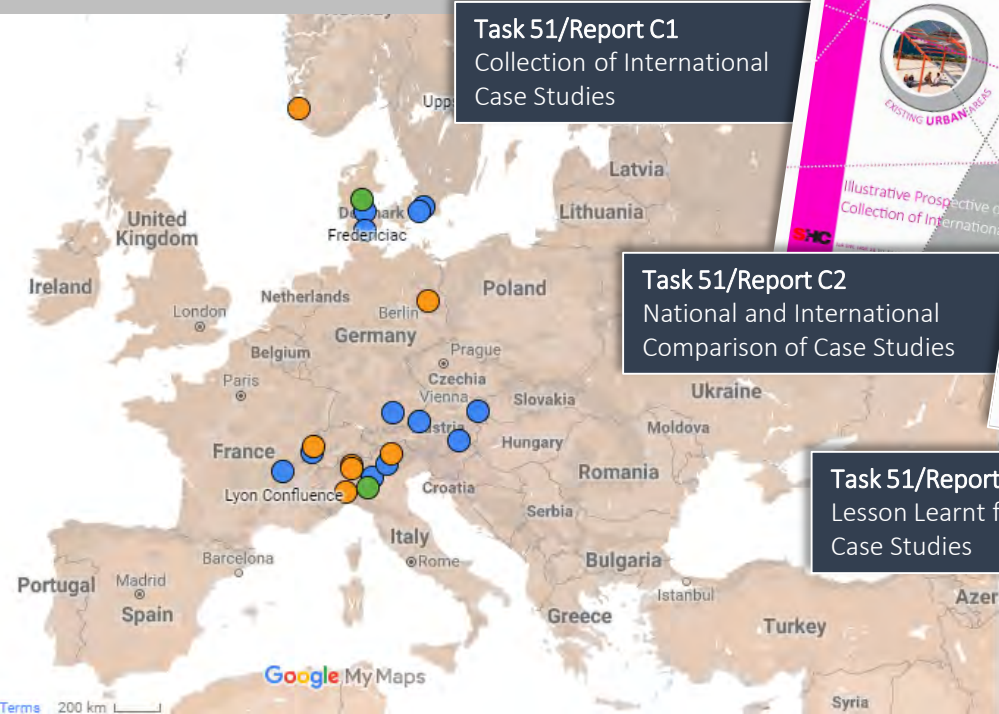 Task 51/Report C1
Collection of International
Case Studies
EXISTING URBAN AREAS
Illustrative Prospective
Collection of International
SHC
Task 51/Report C2
National and International
Comparison of Case Studies
Task 51/Report
Lesson Learnt f
Case Studies
Norway
Upps
Latvia
Lithuania
Denmark
Fredericiac
United
Kingdom
Ireland
London
Netherlands
Berlin
Poland
Germany
Belgium
Prague
Paris
Czechia
Vienna
Slovakia
Ukraine
Austria
Moldova
France
Hungary
Romania
Lyon Confluence
Croatia
Serbia
Italy
Rome
Bulgaria
Barcelona
Portugal
Madrid
Spain
Istanbul
Greece
Turkey
Azer
Syria
Google My Maps
Terms
200 km